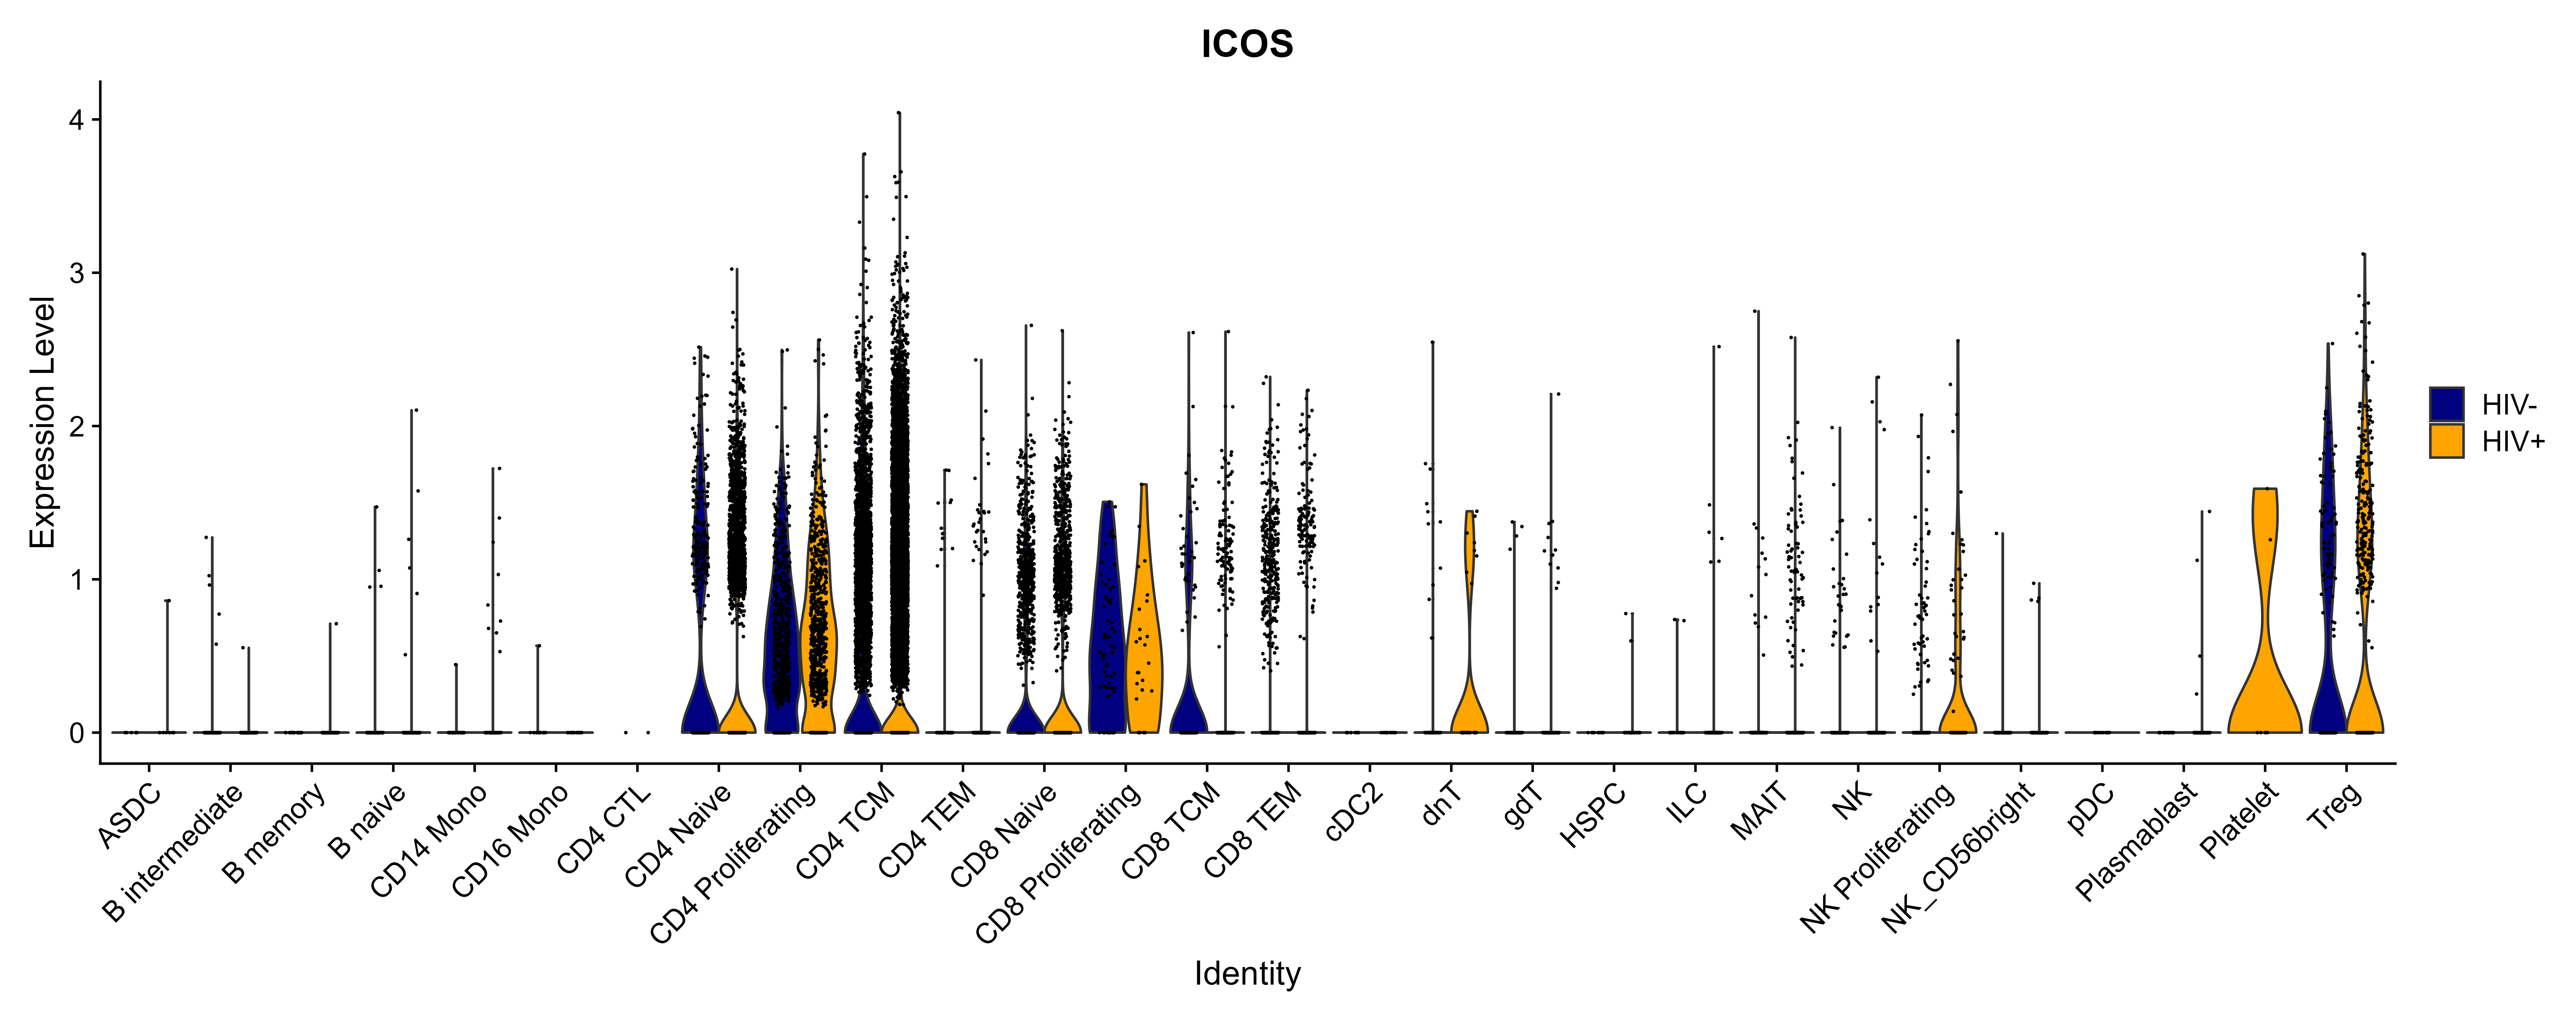 ICOS
Expression Level
4
3
2
1
0
ASDC
B intermediate
B memory
B naive
CD14 Mono
CD16 Mono
CD4 CTL
CD4 Naive
CD4 Proliferating
CD4 TCM
CD4 TEM
CD8 Naive
CD8 Proliferating
CD8 TCM
CD8 TEM
cDC2
dnT
gdT
HSPC
ILC
MAIT
NK
NK Proliferating
NK_CD56bright
pDC
Plasmablast
Platelet
Treg
Identity
HIV-
HIV+